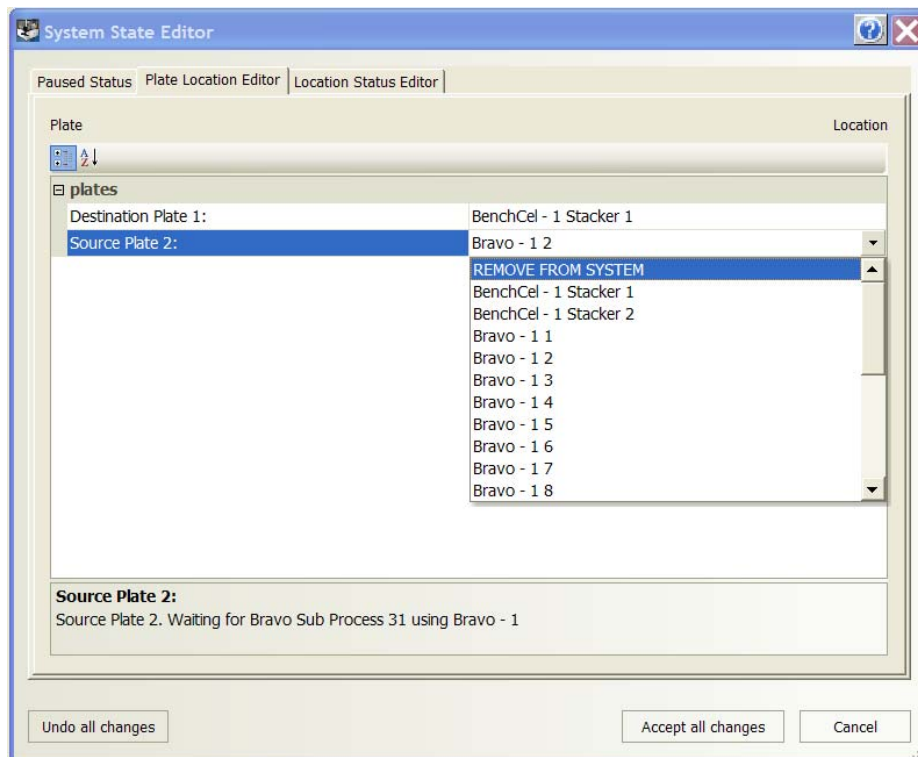 System State Editor
Paused Status Plate Location Editor Location Status Editor
Plate Location
plates
Destination Plate 1: BenchCel - 1 Stacker 1
Source Plate 2: Bravo - 1 2
REMOVE FROM SYSTEM
BenchCel - 1 Stacker 1
BenchCel - 1 Stacker 2
Bravo - 1 1
Bravo - 1 2
Bravo - 1 3
Bravo - 1 4
Bravo - 1 5
Bravo - 1 6
Bravo - 1 7
Bravo - 1 8
Source Plate 2:
Source Plate 2. Waiting for Bravo Sub Process 31 using Bravo - 1
Undo all changes Accept all changes Cancel